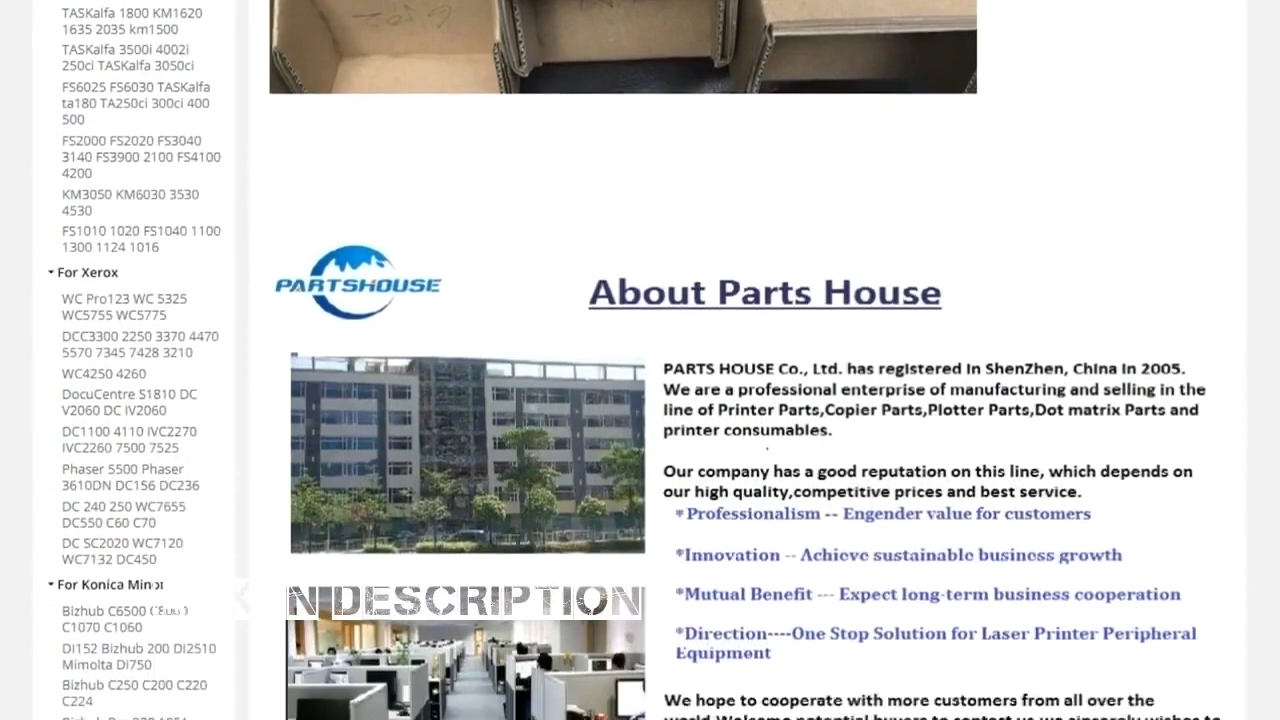 TASKalfa 1800 KM1620
1635 2035 km1500
TASKalfa 3500i 4002i
250ci TASKalfa 3050ci
FS6025 FS6030 TASKalfa
ta180 TA250ci 300ci 400
500
FS2000 FS2020 FS3040
3140 FS3900 2100 FS4100
4200
KM3050 KM6030 3530
4530
FS1010 1020 FS1040 1100
1300 1124 1016
For Xerox
WC Pro123 WC 5325
WC5755 WC5775
DCC3300 2250 3370 4470
5570 7345 7428 3210
WC4250 4260
DocuCentre S1810 DC
V2060 DC IV2060
DC1100 4110 IVC2270
IVC2260 7500 7525
Phaser 5500 Phaser
3610DN DC156 DC236
DC 240 250 WC7655
DC550 C60 C70
DC SC2020 WC7120
WC7132 DC450
For Konica
Bizhub C6500
C1070 C1060
DI152 Bizhub 200 DI2510
Mimolta DI750
Bizhub C250 C200 C220
C224
PARTSHOUSE
About Parts House
PARTS HOUSE Co., Ltd. has registered in ShenZhen, China in 2005.
We are a professional enterprise of manufacturing and selling in the
line of Printer Parts,Copier Parts,Plotter Parts,Dot matrix Parts and
printer consumables.
Our company has a good reputation on this line, which depends on
our high quality,competitive prices and best service.
*Professionalism -- Engender value for customers
*Innovation -- Achieve sustainable business growth
*Mutual Benefit --- Expect long-term business cooperation
*Direction----One Stop Solution for Laser Printer Peripheral
Equipment
N DESCRIPTION
We hope to cooperate with more customers from all over the